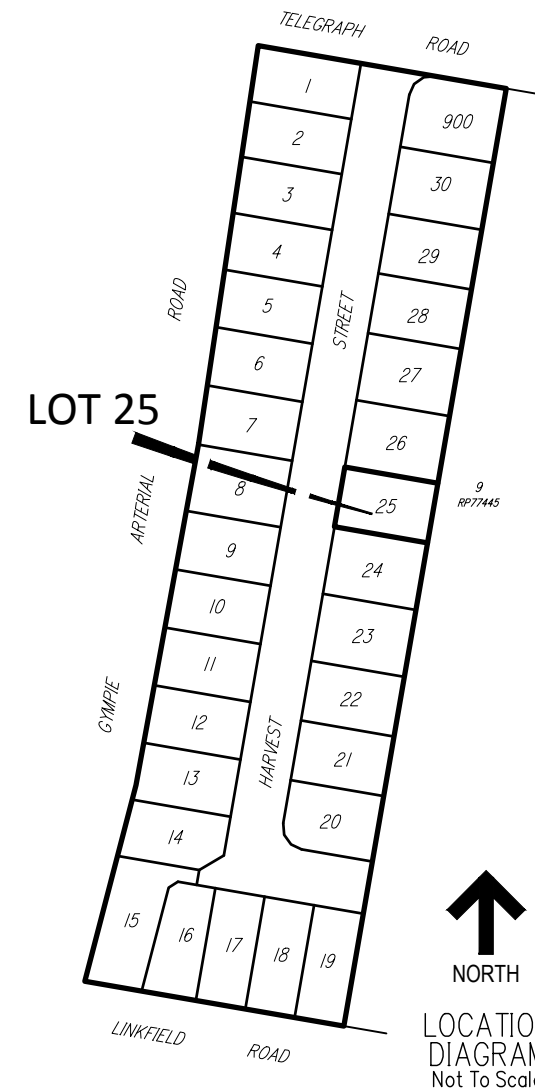 TELEGRAPH ROAD
1
900
2
30
3
4
29
ROAD
5
STREET
28
6
27
LOT 25
7
26
8
25
9
RP77445
ARTERIAL
9
24
10
23
11
GYMPIE
22
12
HARVEST
21
13
20
14
15
16
17
18
19
NORTH
LINKFIELD ROAD
LOCATIO
DIAGRAM
Not To Scale